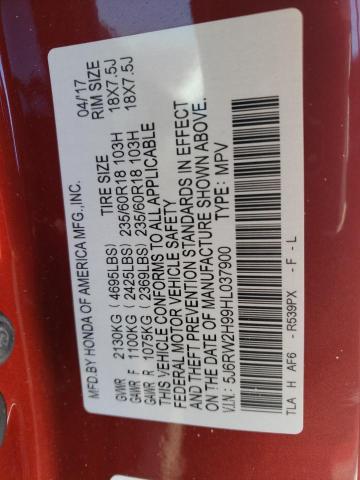 MFD.BY HONDA OF AMERICA MFG.,INC. 04/17
TIRE SIZE RIM SIZE
GVWR 2130KG (4695LBS)
GAWR F 1100KG (2425LBS) 235/60R18 103H 18X7.5J
GAWR R 1075KG (2369LBS) 235/60R18 103H 18X7.5J
THIS VEHICLE CONFORMS TO ALL APPLICABLE
FEDERAL MOTOR VEHICLE SAFETY
AND THEFT PREVENTION STANDARDS IN EFFECT
ON THE DATE OF MANUFACTURE SHOWN ABOVE.
V.I.N.: 5J6RW2H99HL037900 TYPE: MPV
TLA H AF6 - R539PX - F - L